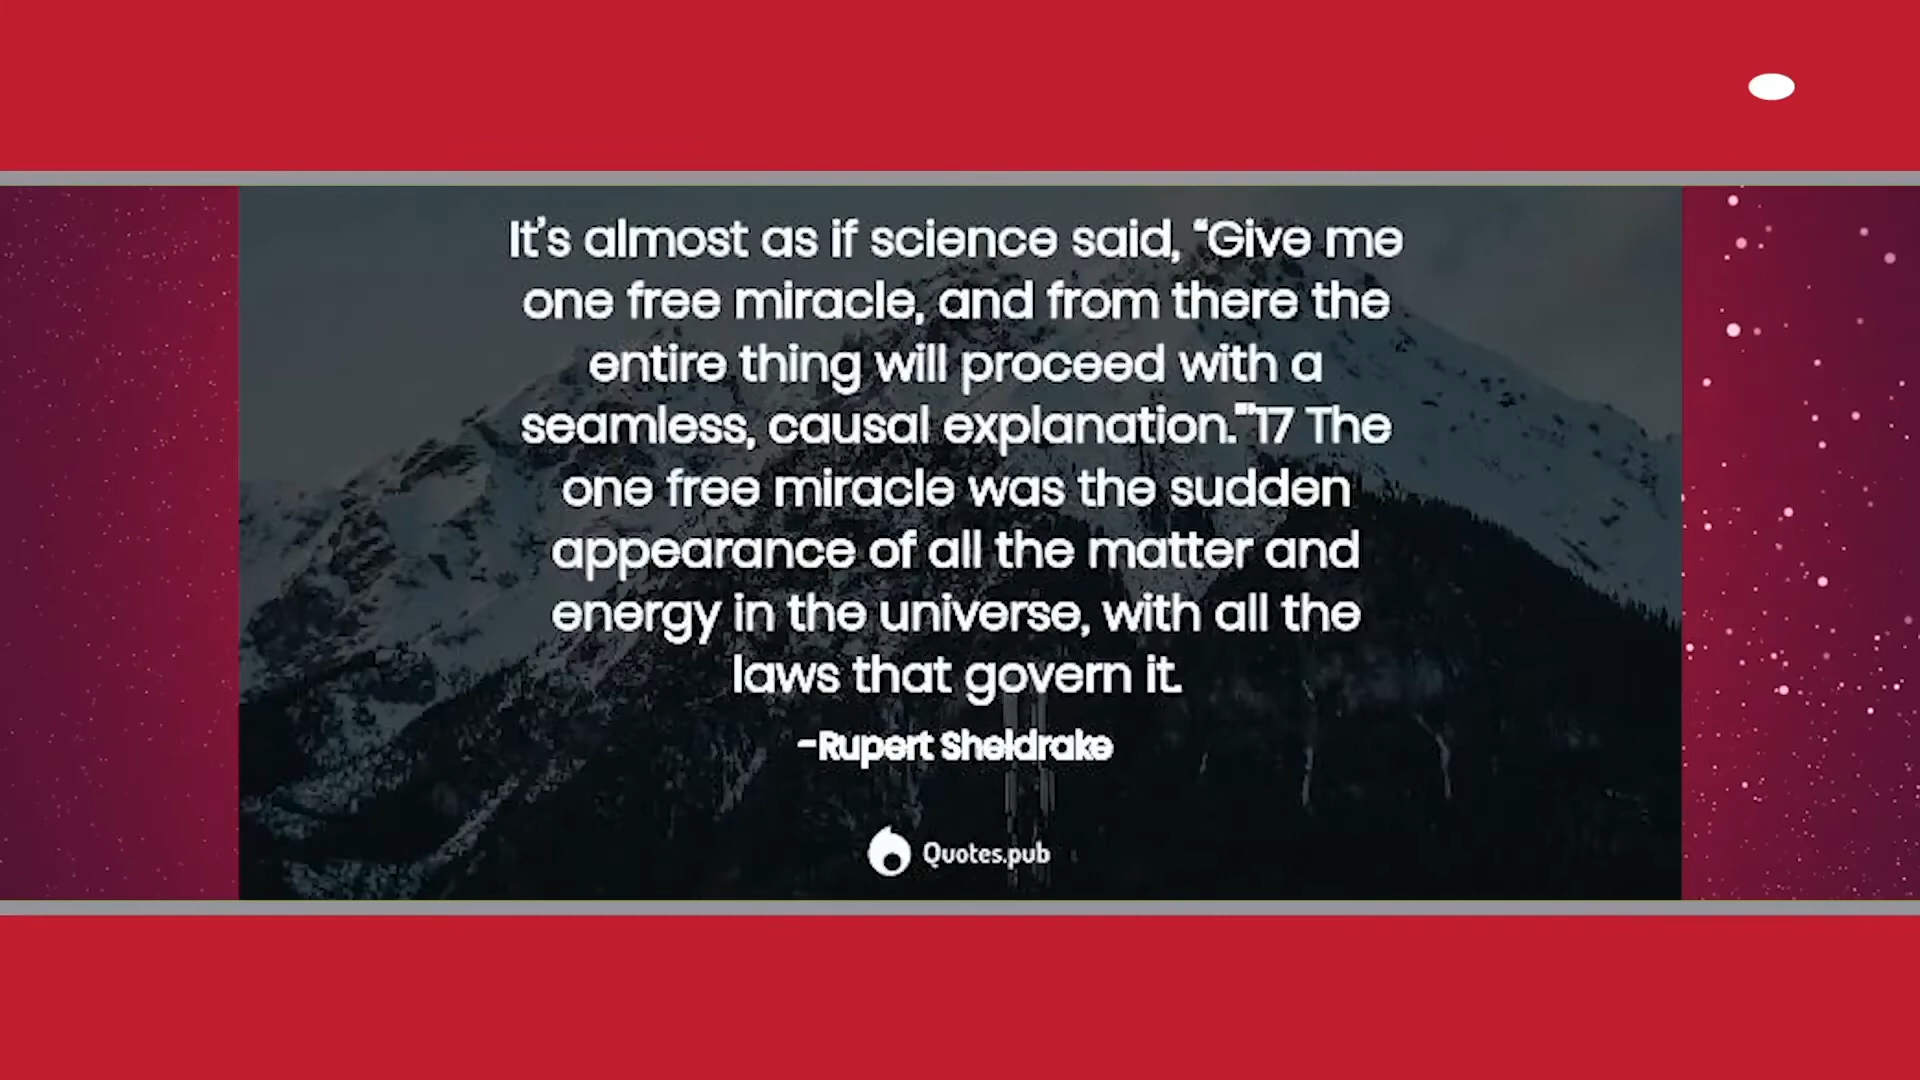 It's almost as if science said, “Give me
one free miracle, and from there the
entire thing will proceed with a
seamless, causal explanation.”’17 The
one free miracle was the sudden
appearance of all the matter and
energy in the universe, with all the
laws that govern it.
-Rupert Sheldrake
Quotes.pub